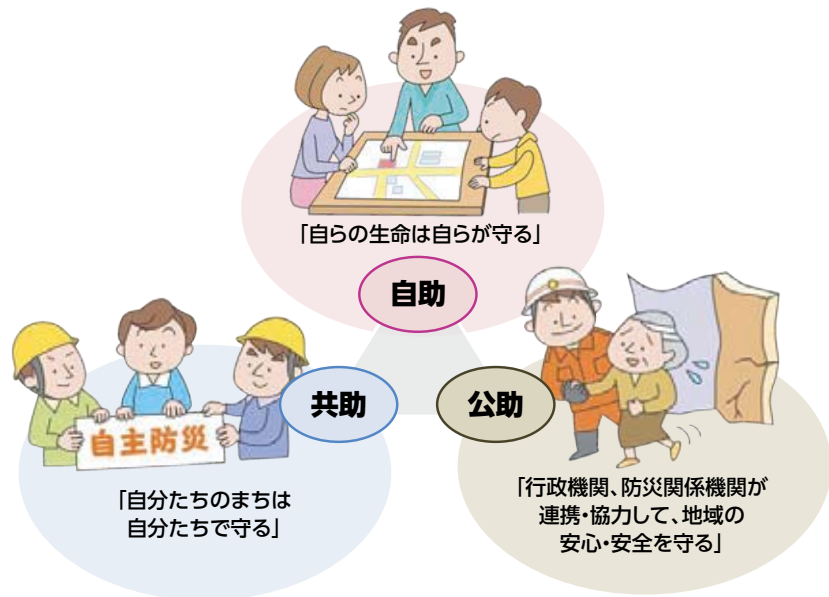 「自らの生命は自らが守る」
自助
共助
公助
自主防災
「自分たちのまちは
自分たちで守る」
「行政機関、防災関係機関が
連携・協力して、地域の
安心・安全を守る」